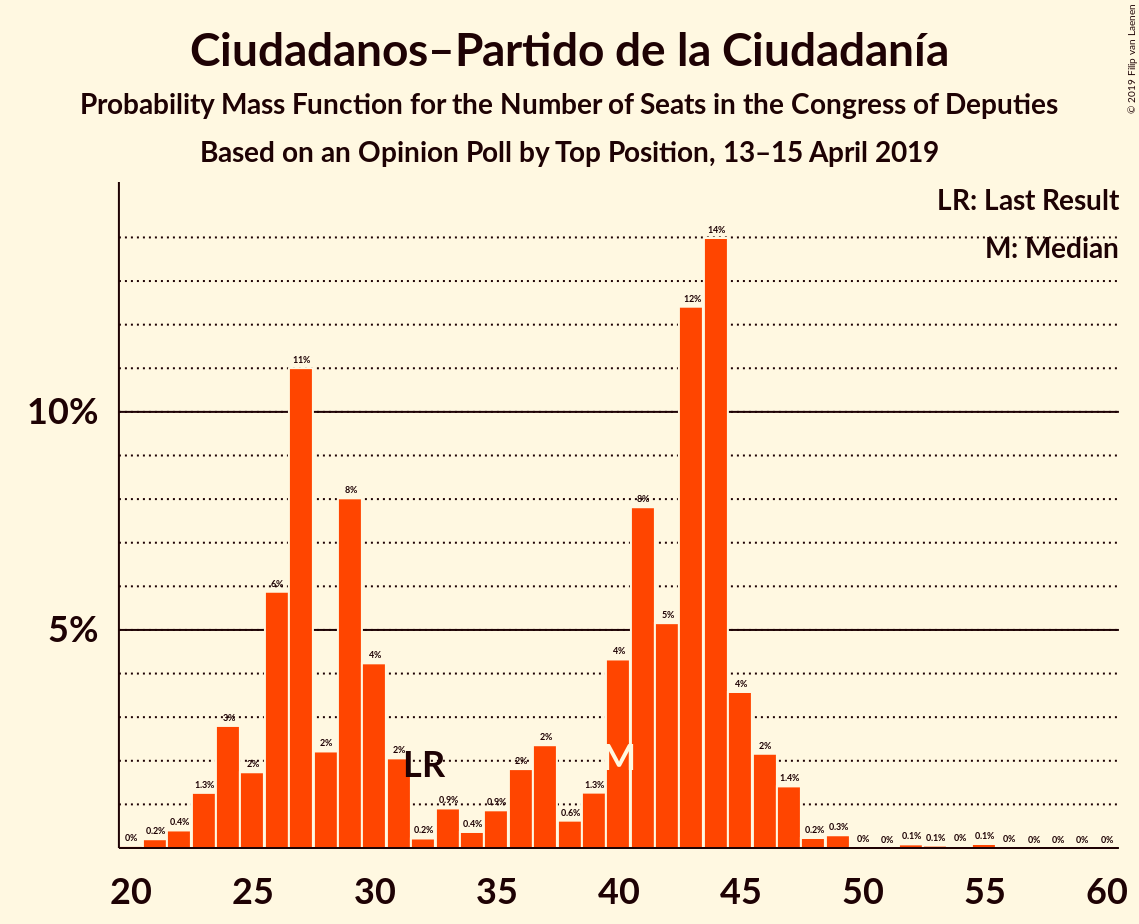 Ciudadanos–Partido de la Ciudadanía
Probability Mass Function for the Number of Seats in the Congress of Deputies
Based on an Opinion Poll by Top Position, 13–15 April 2019
© 2019 Filip van Laenen
LR: Last Result
M: Median
10%
5%
0% 0.2% 0.4% 1.3% 3% 2% 6% 11% 2% 8% 4% 2% 0.2% 0.9% 0.4% 0.9% 2% 2% 0.6% 1.3% 4% 8% 5% 12% 14% 4% 2% 1.4% 0.2% 0.3% 0% 0% 0.1% 0.1% 0% 0.1% 0% 0% 0% 0% 0%
LR
M
20 25 30 35 40 45 50 55 60